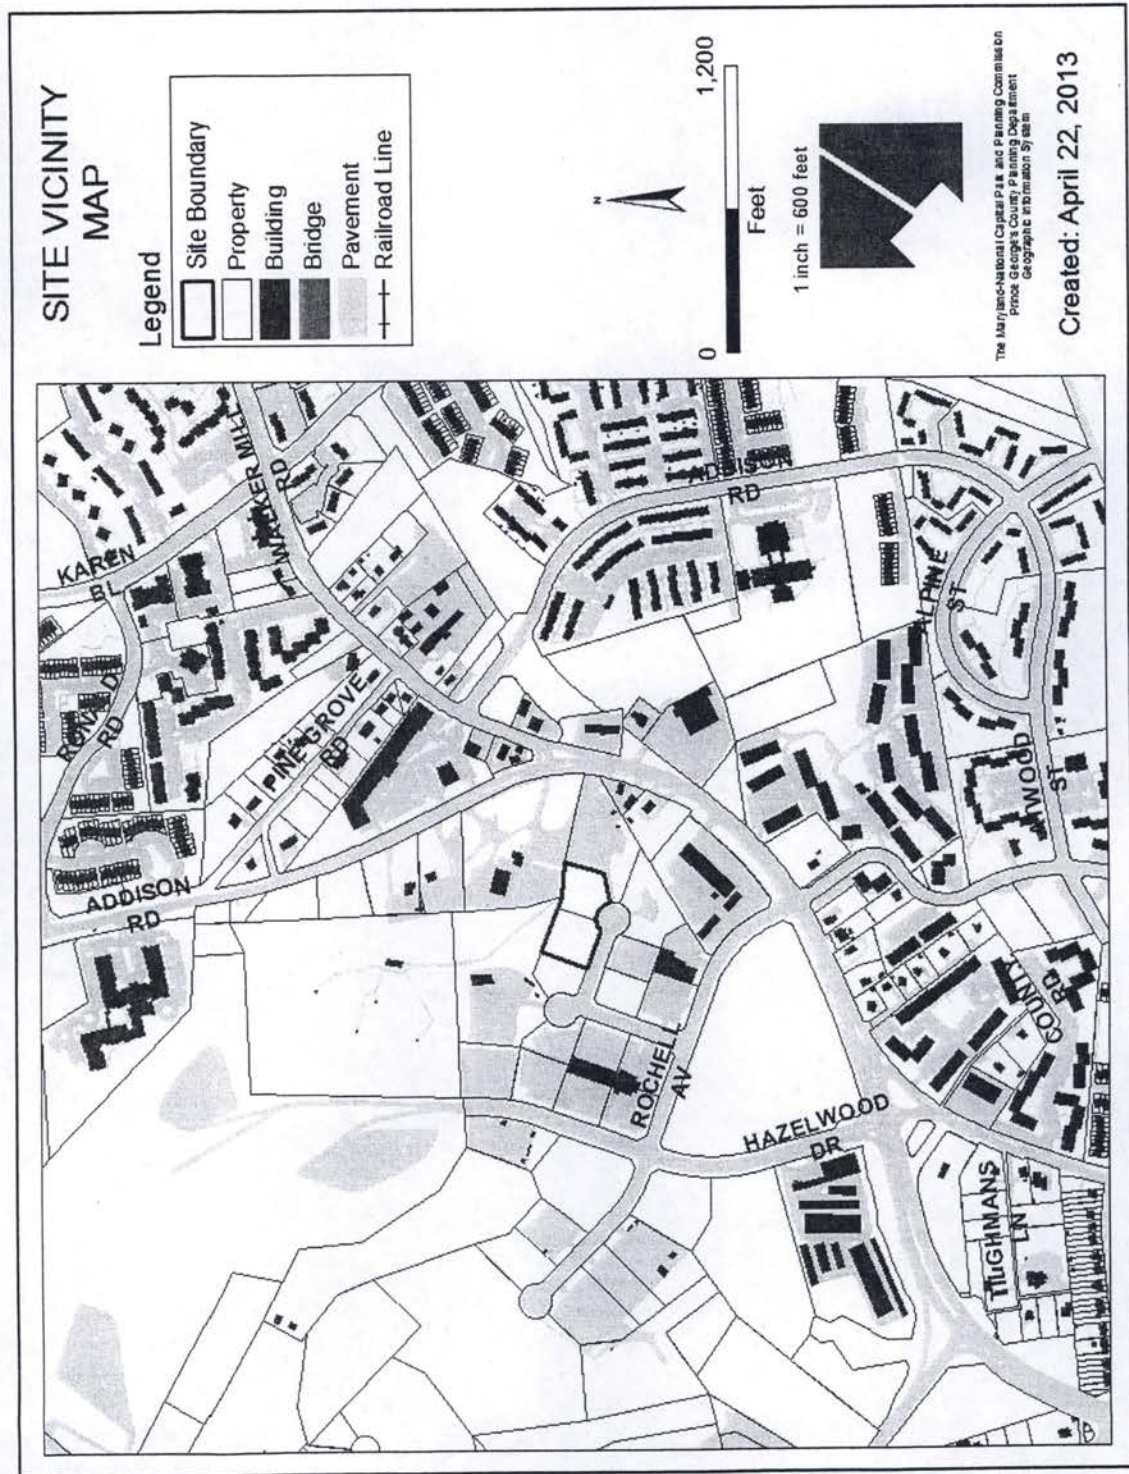 SITE VICINITY
MAP
Legend
Site Boundary
Property
Building
Bridge
Pavement
Railroad Line
N
0
1,200
Feet
1 inch = 600 feet
The Maryland-National Capital Park and Planning Commission
Prince George's County Planning Department
Geographic Information System
Created: April 22, 2013
KAREN
BL
WALKER MILL
RD
RD
PINE GROVE
RD
ADDISON
RD
ADDISON
RD
ALPINE
ST
ATWOOD
ST
ROCHELL
AV
HAZELWOOD
DR
COUNTY
RD
LN